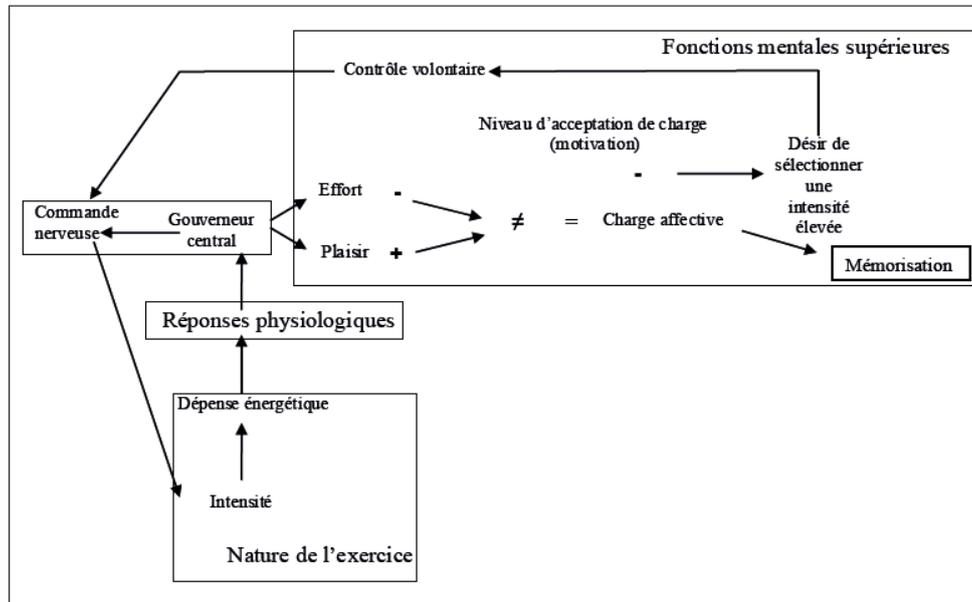 Fonctions mentales supérieures
Contrôle volontaire
Niveau d'acceptation de charge
(motivation)
-
Désir de
sélectionner
une
intensité
élevée
Effort -
Commande
nerveuse
Gouverneur
central
≠ = Charge affective
Plaisir +
Mémorisation
Réponses physiologiques
Dépense énergétique
Intensité
Nature de l'exercice